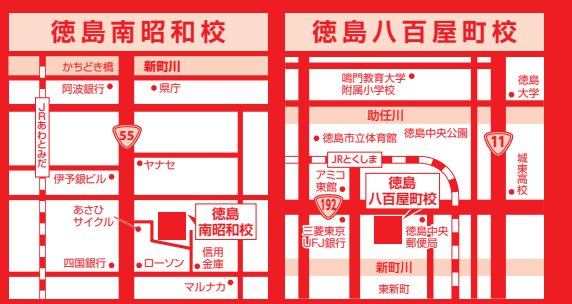 徳島南昭和校
かちどき橋
新町川
阿波銀行
県庁
JRあわとみだ
55
ヤナセ
伊予銀ビル
あさひ
サイクル
徳島
南昭和校
四国銀行
ローソン
信用
金庫
マルナカ
徳島八百屋町校
鳴門教育大学
附属小学校
徳島
大学
助任川
徳島市立体育館
徳島中央公園
11
JRとくしま
城東高校
アミコ
東館
徳島
八百屋町校
192
三菱東京
UFJ銀行
徳島中央
郵便局
新町川
東新町